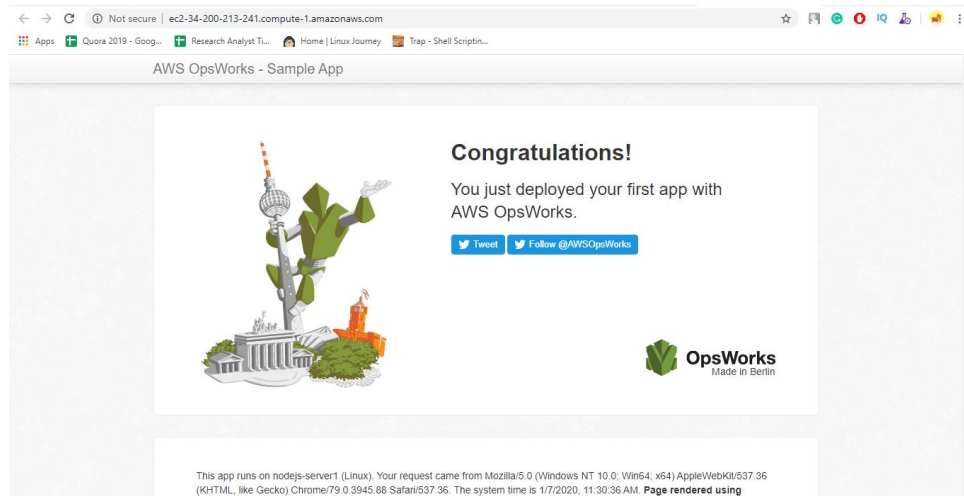 Not secure | ec2-34-200-213-241.compute-1.amazonaws.com
IQ
Apps Quora 2019 - Goog... Research Analyst Ti... Home | Linux Journey Trap - Shell Scriptin...
AWS OpsWorks - Sample App
Congratulations!
You just deployed your first app with
AWS OpsWorks.
Tweet Follow @AWSOpsWorks
OpsWorks
Made in Berlin
This app runs on nodejs-server1 (Linux). Your request came from Mozilla/5.0 (Windows NT 10.0; Win64; x64) AppleWebKit/537.36
(KHTML, like Gecko) Chrome/79.0.3945.88 Safari/537.36. The system time is 1/7/2020, 11:30:36 AM. Page rendered using